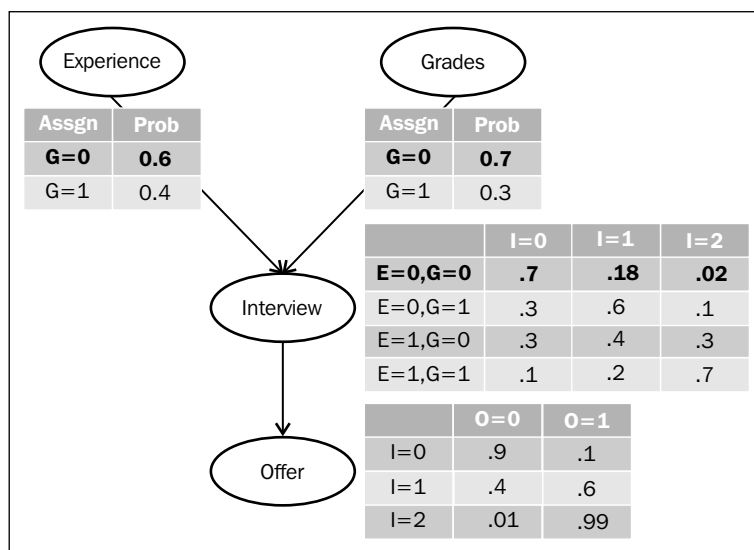 Experience Grades
Assgn Prob Assgn Prob
G=0 0.6 G=0 0.7
G=1 0.4 G=1 0.3
I=0 I=1 I=2
E=0,G=0 .7 .18 .02
Interview E=0,G=1 .3 .6 .1
E=1,G=0 .3 .4 .3
E=1,G=1 .1 .2 .7
O=0 O=1
I=0 .9 .1
Offer I=1 .4 .6
I=2 .01 .99